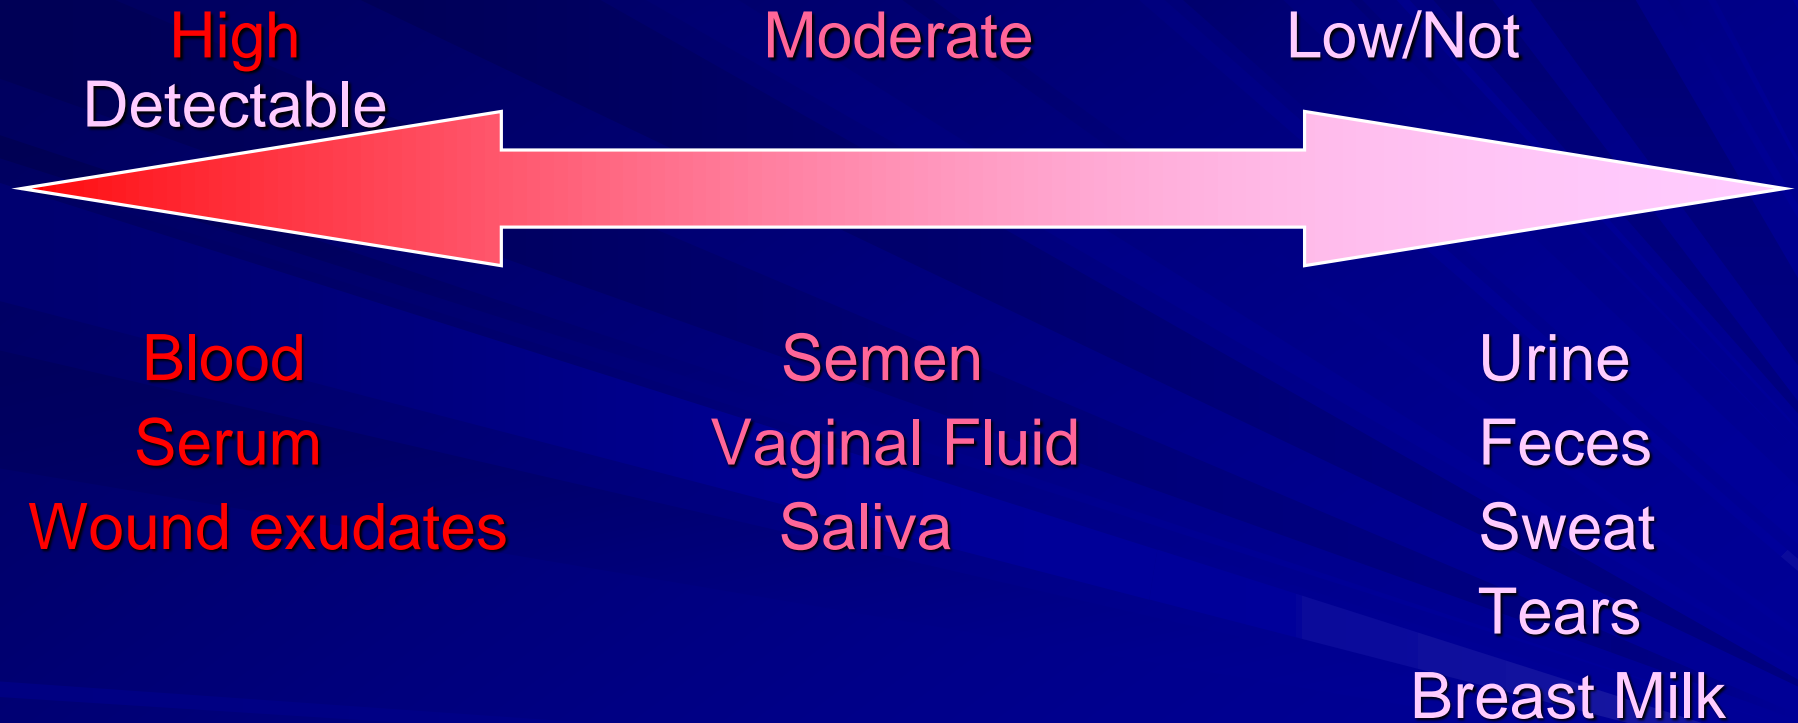 High Moderate Low/Not
Detectable
Blood Semen Urine
Serum Vaginal Fluid Feces
Wound exudates Saliva Sweat
Tears
Breast Milk